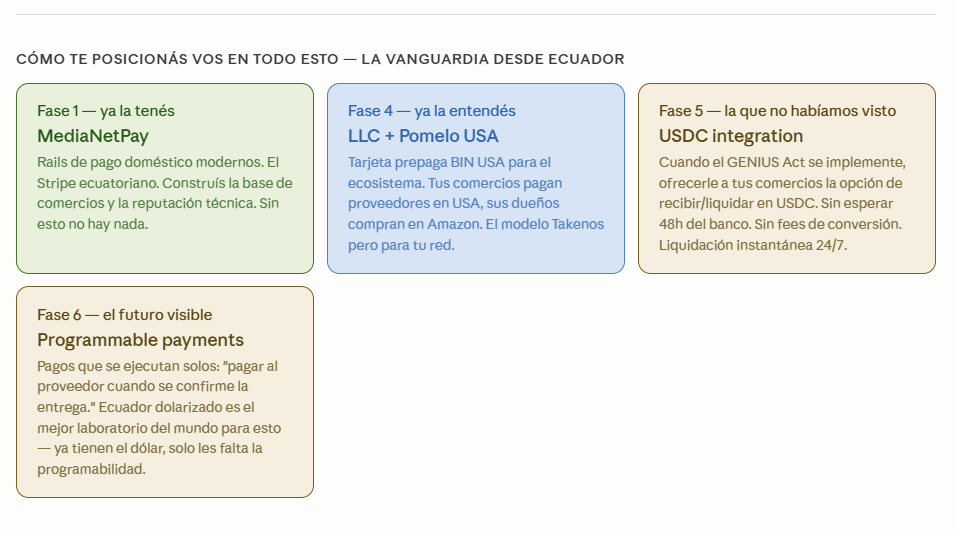 CÓMO TE POSICIONÁS VOS EN TODO ESTO — LA VANGUARDIA DESDE ECUADOR
Fase 1 — ya la tenés
MediaNetPay
Rails de pago doméstico modernos. El
Stripe ecuatoriano. Construís la base de
comercios y la reputación técnica. Sin
esto no hay nada.
Fase 4 — ya la entendés
LLC + Pomelo USA
Tarjeta prepaga BIN USA para el
ecosistema. Tus comercios pagan
proveedores en USA, sus dueños
compran en Amazon. El modelo Takenos
pero para tu red.
Fase 5 — la que no habíamos visto
USDC integration
Cuando el GENIUS Act se implemente,
ofrecerle a tus comercios la opción de
recibir/liquidar en USDC. Sin esperar
48h del banco. Sin fees de conversión.
Liquidación instantánea 24/7.
Fase 6 — el futuro visible
Programmable payments
Pagos que se ejecutan solos: "pagar al
proveedor cuando se confirme la
entrega." Ecuador dolarizado es el
mejor laboratorio del mundo para esto
— ya tienen el dólar, solo les falta la
programabilidad.